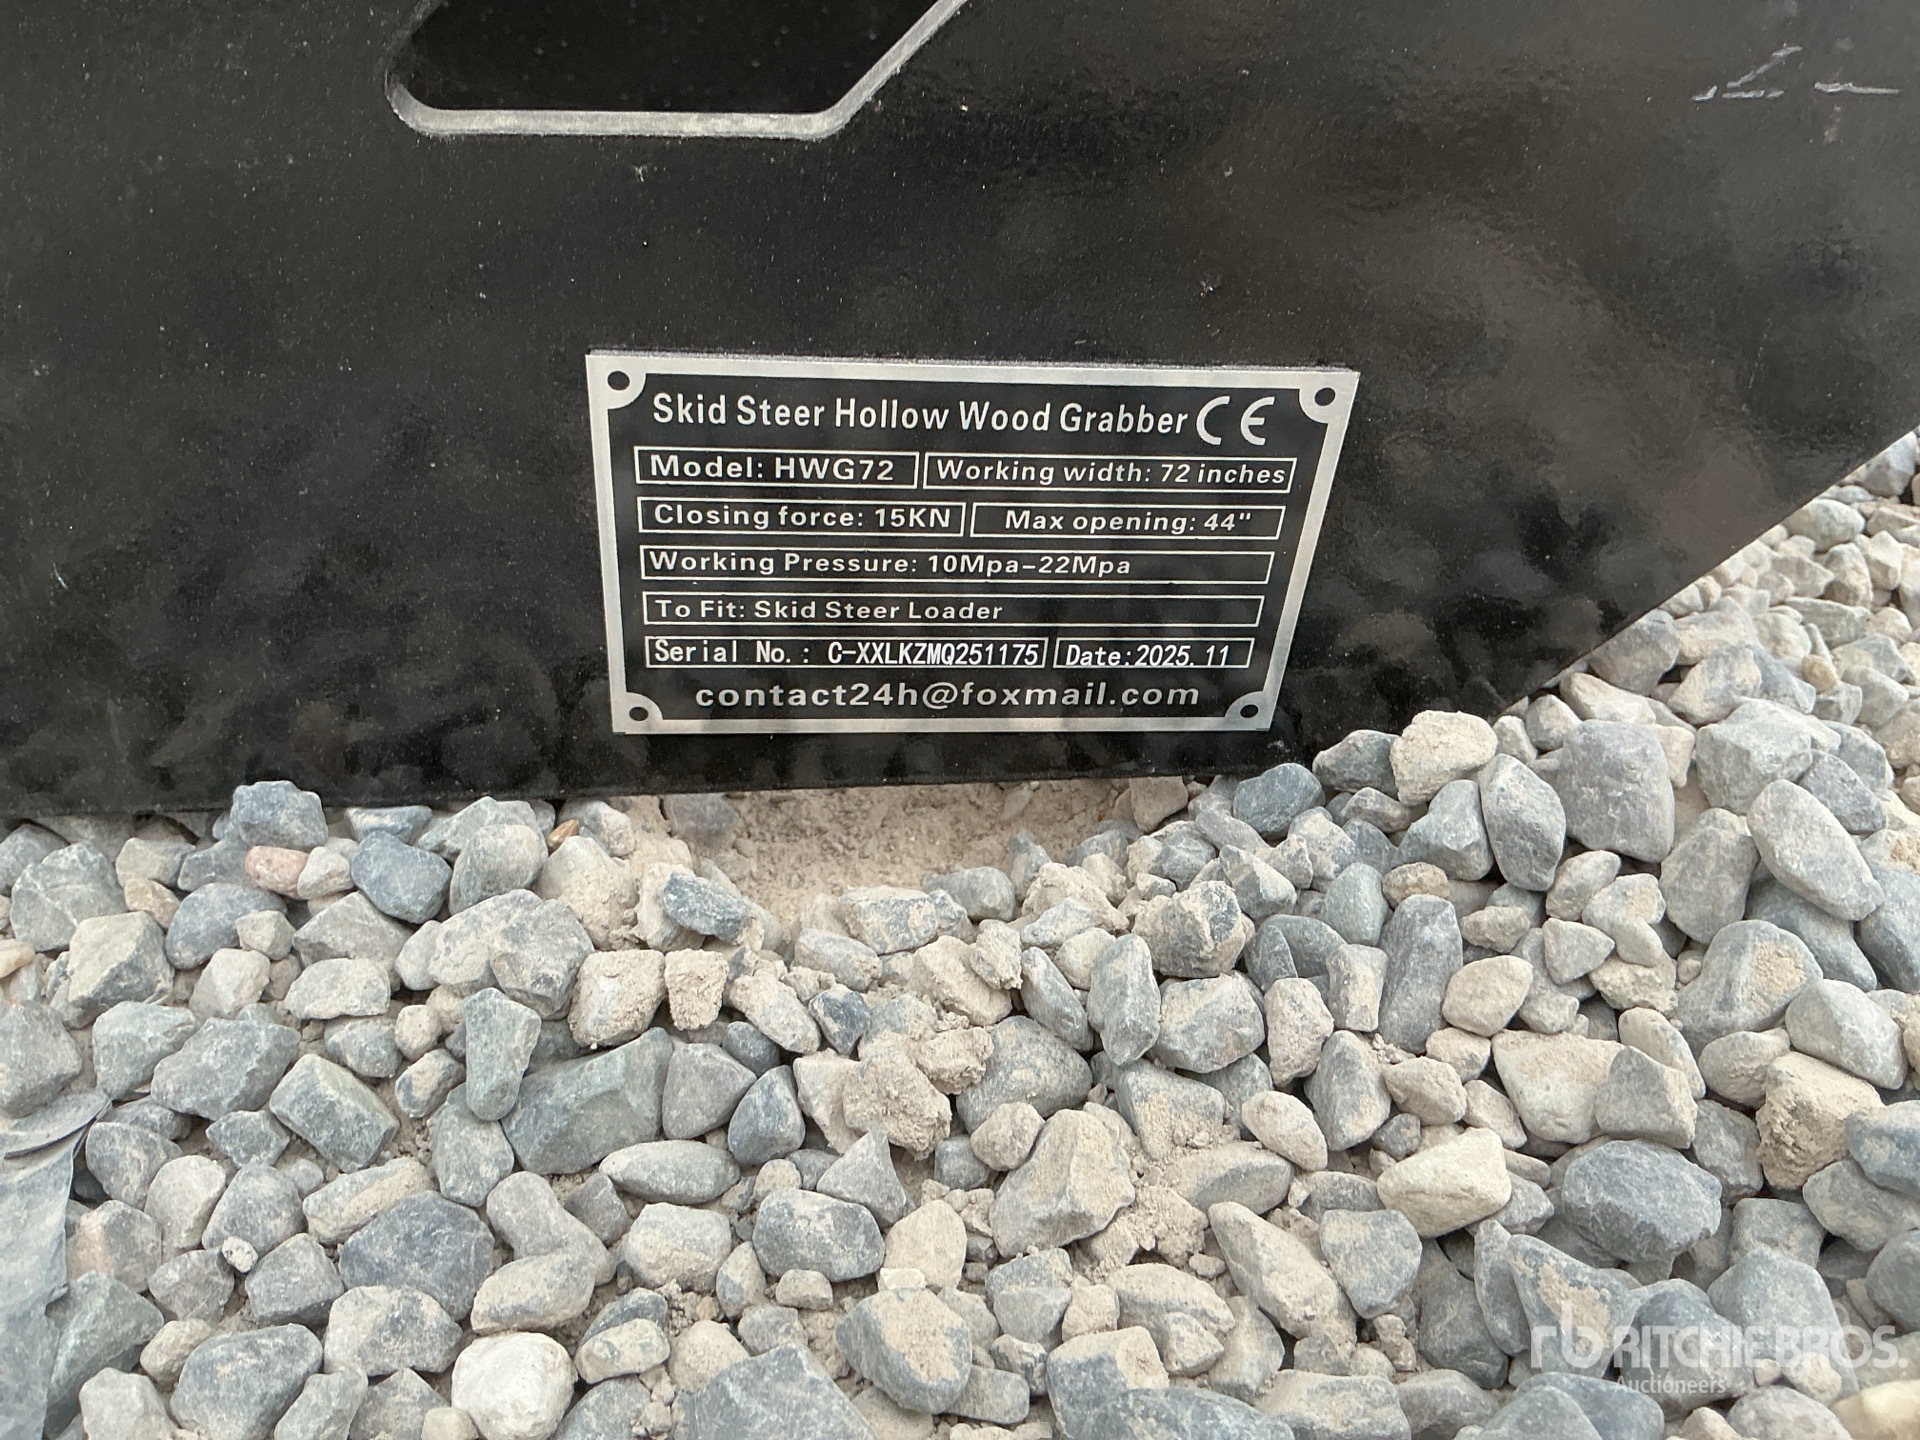 Skid Steer Hollow Wood Grabber CE
Model: HWG72 Working width: 72 inches
Closing force: 15KN Max opening: 44"
Working Pressure: 10Mpa-22Mpa
To Fit: Skid Steer Loader
Serial No.: C-XXLKZMQ251175 Date:2025.11
contact24h@foxmail.com
rb RITCHIE BROS.
Auctioneers